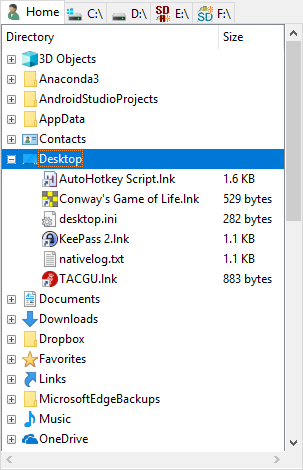 Home C:\ D:\ E:\ F:\
Directory Size
3D Objects
Anaconda3
AndroidStudioProjects
AppData
Contacts
Desktop
AutoHotkey Script.lnk 1.6 KB
Conway's Game of Life.lnk 529 bytes
desktop.ini 282 bytes
KeePass 2.lnk 1.1 KB
nativelog.txt 1.1 KB
TACGU.lnk 883 bytes
Documents
Downloads
Dropbox
Favorites
Links
MicrosoftEdgeBackups
Music
OneDrive